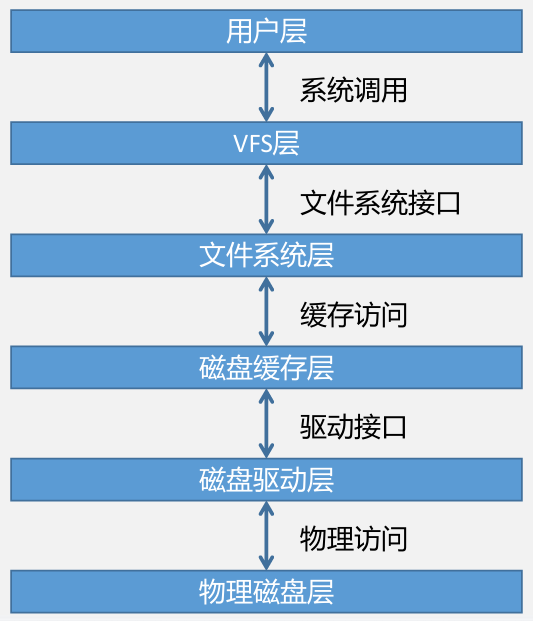 用户层
系统调用
VFS层
文件系统接口
文件系统层
缓存访问
磁盘缓存层
驱动接口
磁盘驱动层
物理访问
物理磁盘层